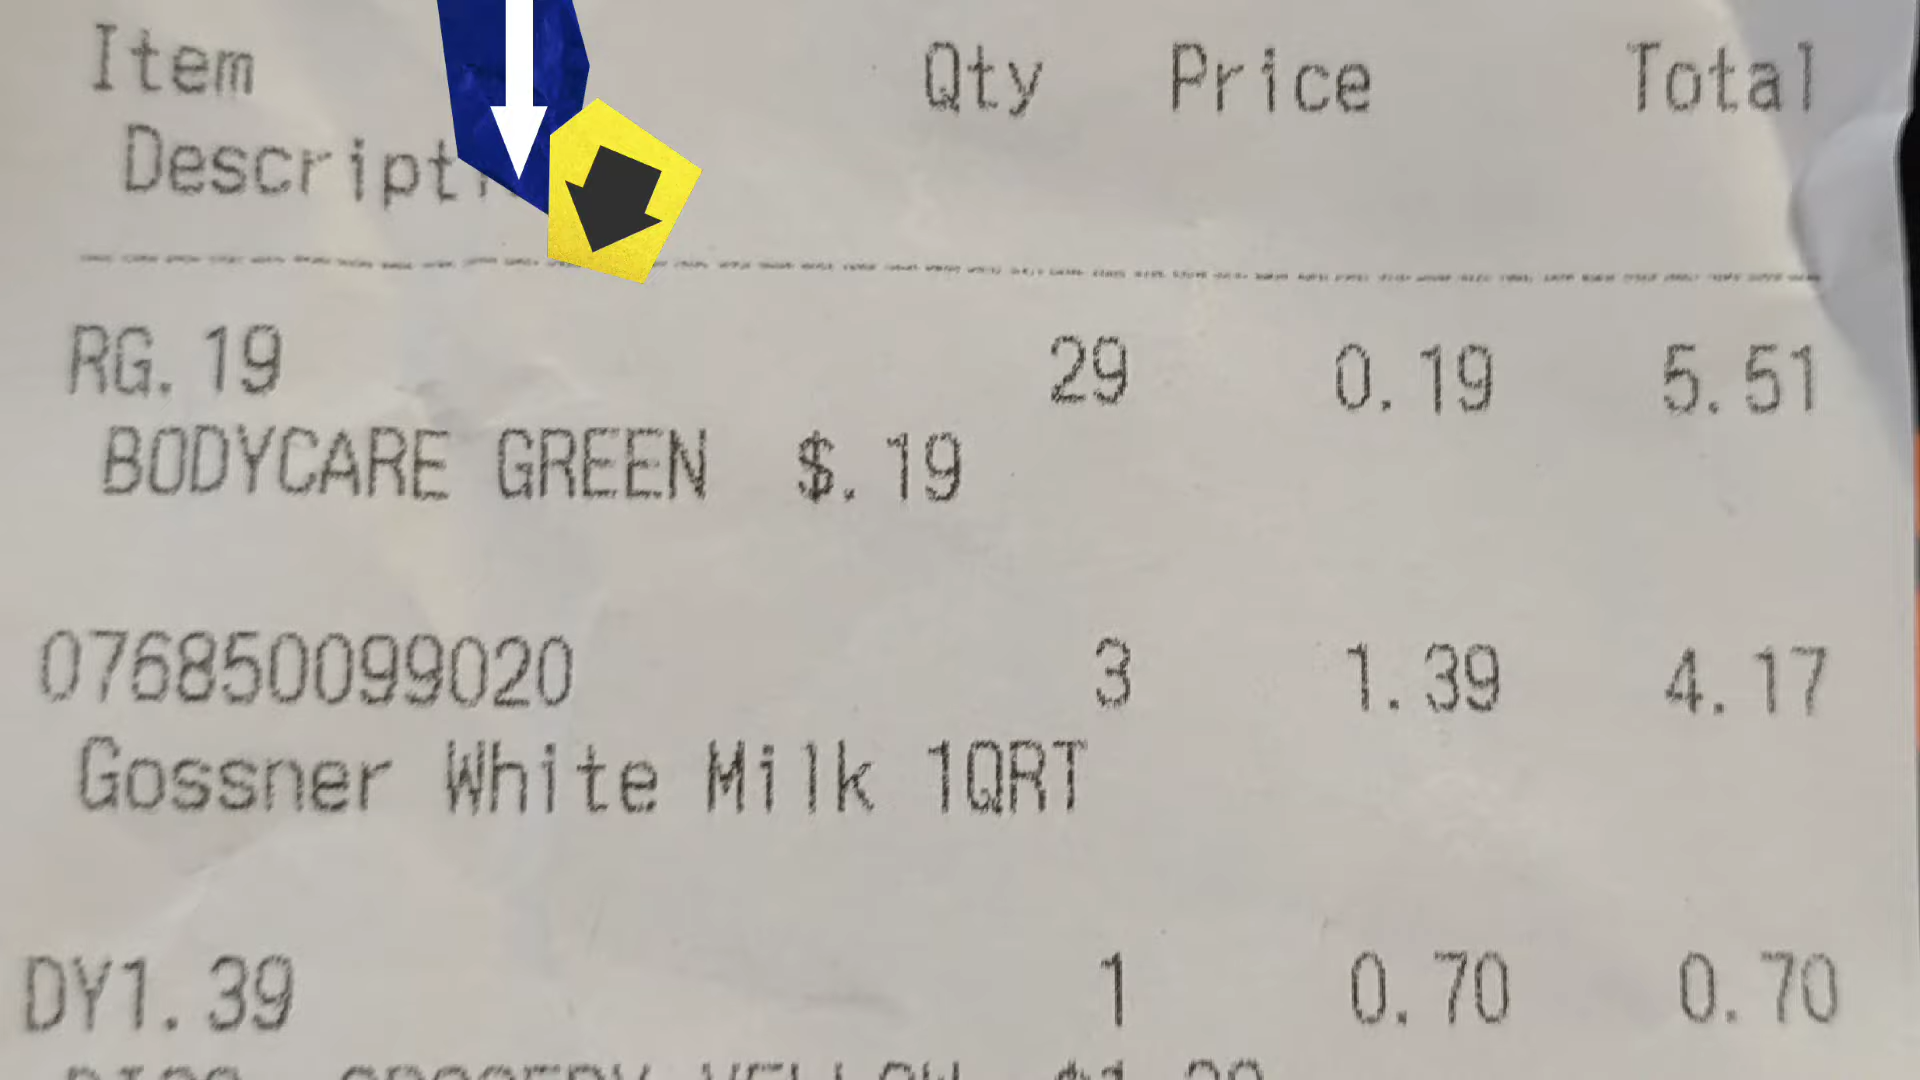 Item Qty Price Total
RG.19 29 0.19 5.51
BODYCARE GREEN $.19
076850099020 3 1.39 4.17
Gossner White Milk 1QRT
DY1.39 1 0.70 0.70